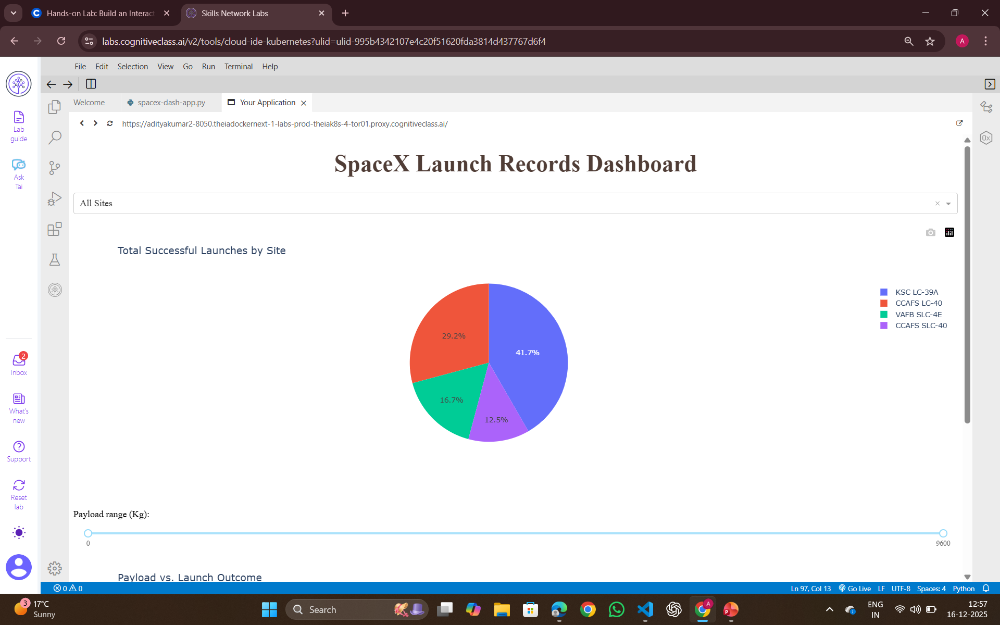 Hands-on Lab: Build an Interact
Skills Network Labs
labs.cognitiveclass.ai/v2/tools/cloud-ide-kubernetes?ulid=ulid-995b4342107e4c20f51620fda3814d437767d6f4
A
File Edit Selection View Go Run Terminal Help
Welcome
spacex-dash-app.py
Your Application
https://adityakumar2-8050.theiadockernext-1-labs-prod-theiak8s-4-tor01.proxy.cognitiveclass.ai/
Lab
guide
Ask
Tai
2
Inbox
What's
new
Support
Reset
lab
0x
SpaceX Launch Records Dashboard
All Sites
Total Successful Launches by Site
KSC LC-39A
CCAFS LC-40
VAFB SLC-4E
CCAFS SLC-40
29.2%
41.7%
16.7%
12.5%
Payload range (Kg):
0
9600
Payload vs. Launch Outcome
0 0
Ln 97, Col 13 Go Live LF UTF-8 Spaces: 4 Python
3
17°C
Sunny
Search
A
P
ENG
IN
12:57
16-12-2025